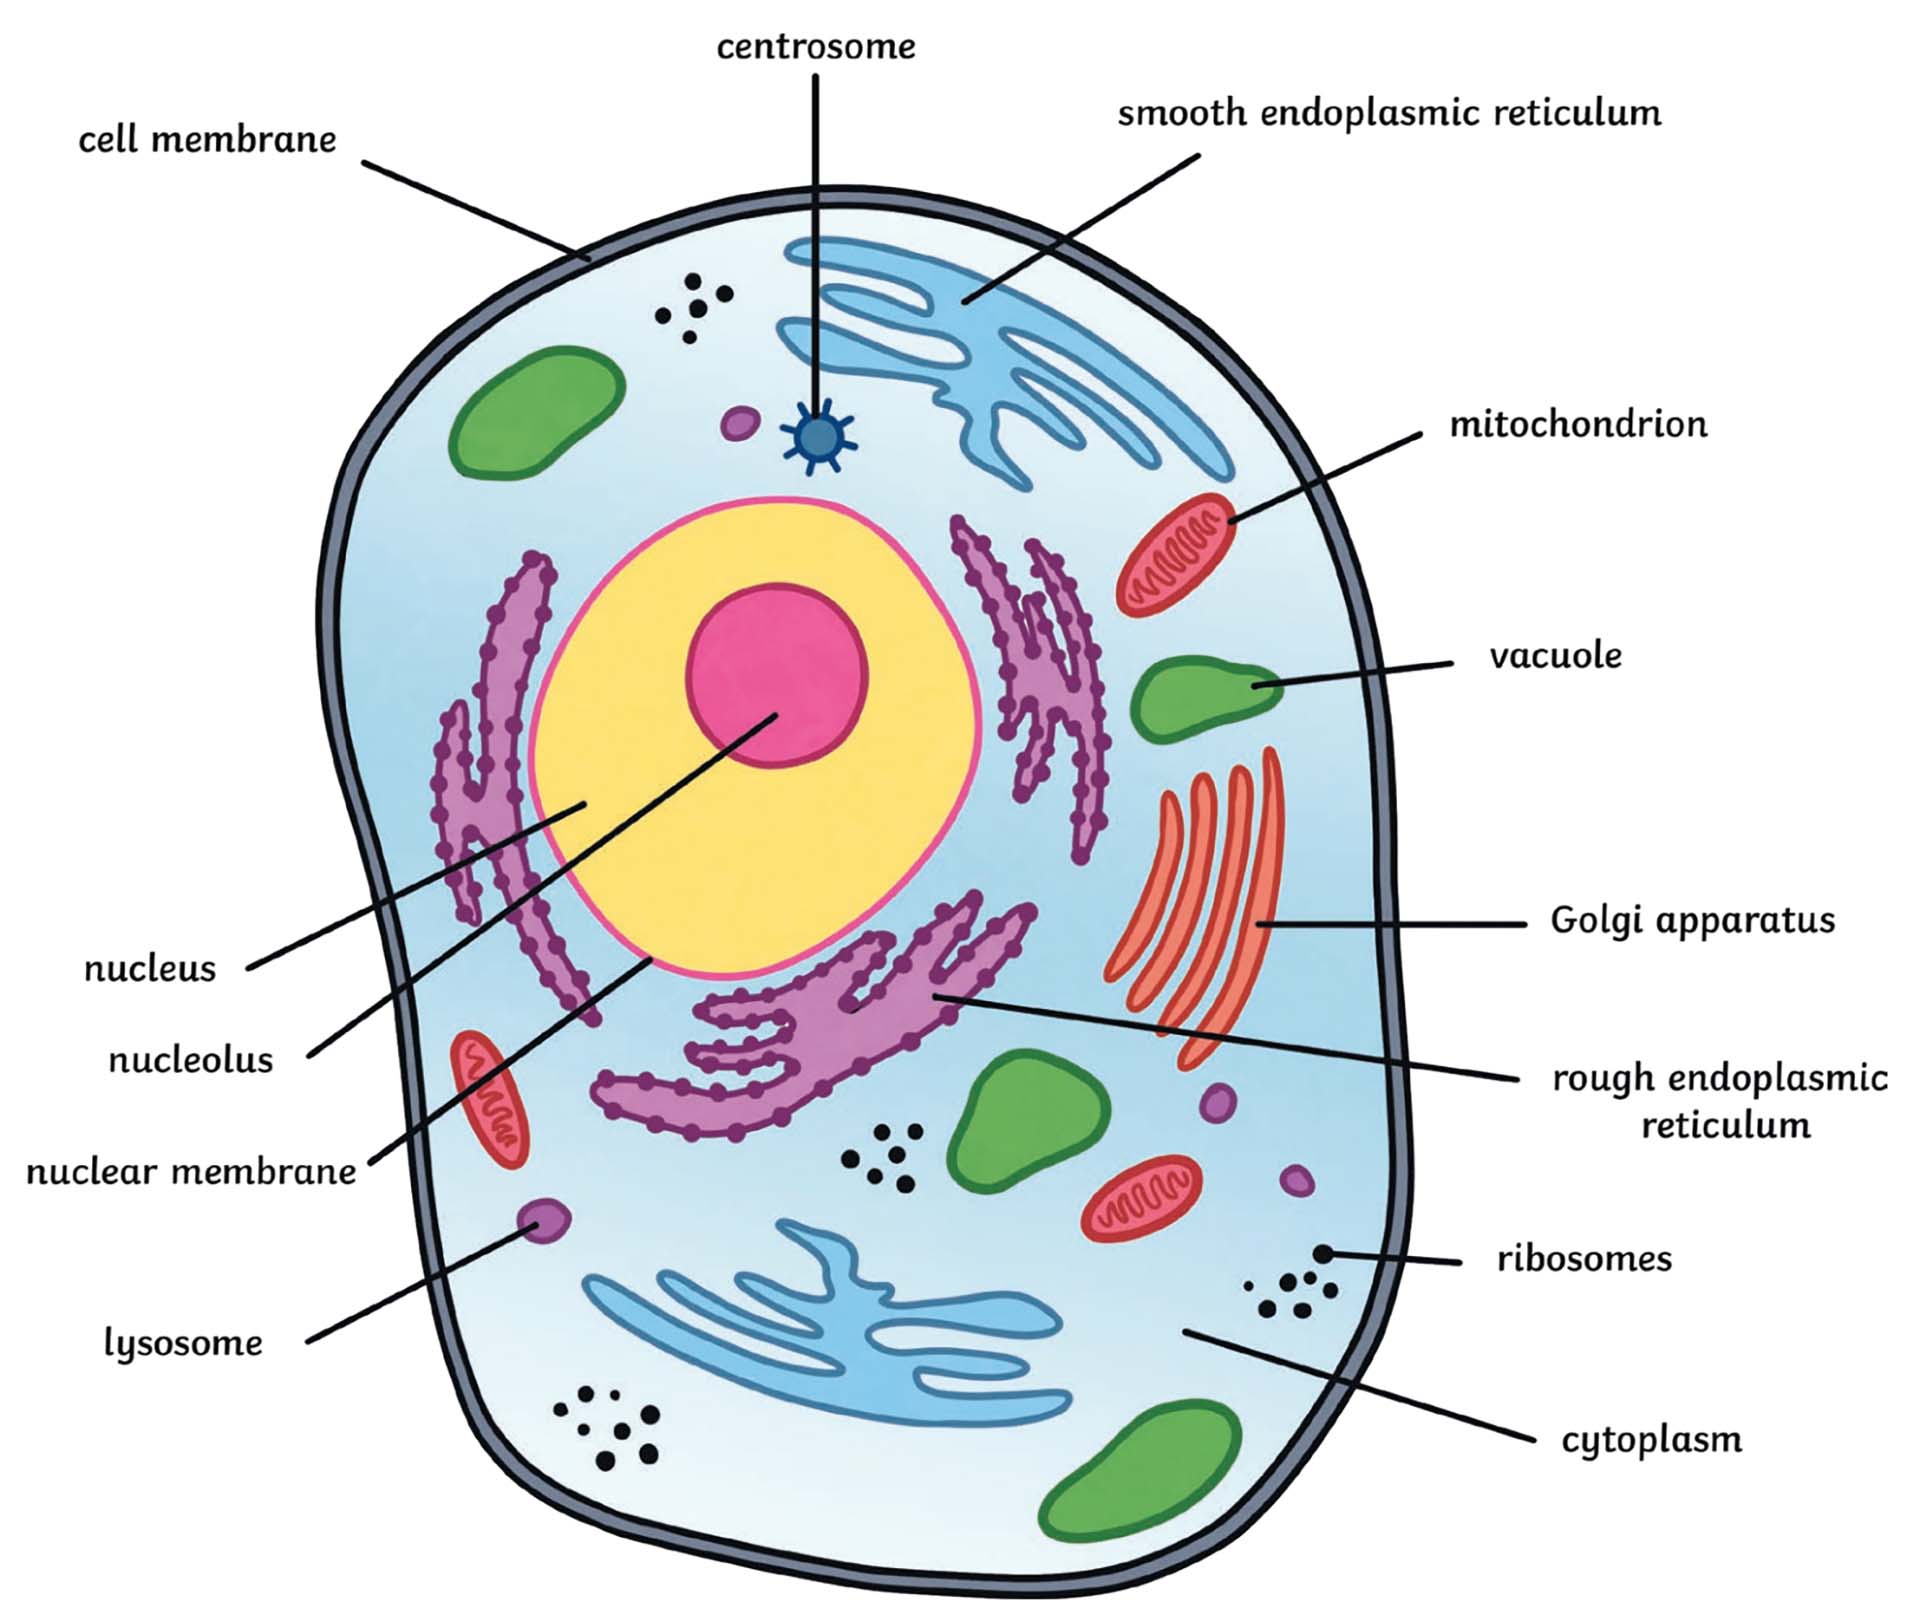 centrosome
smooth endoplasmic reticulum
cell membrane
mitochondrion
vacuole
Golgi apparatus
nucleus
nucleolus
rough endoplasmic
reticulum
nuclear membrane
ribosomes
lysosome
cytoplasm